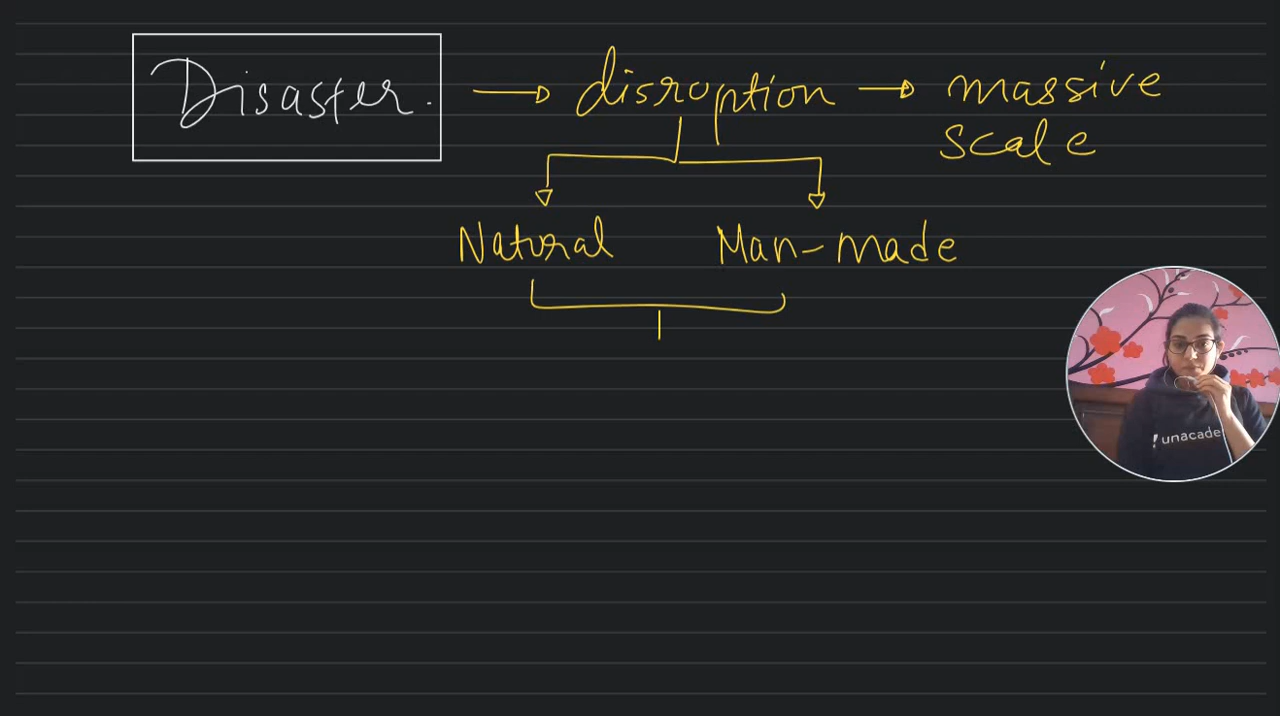 Disaster. → disruption → massive
scale
Natural Man-made
unacade